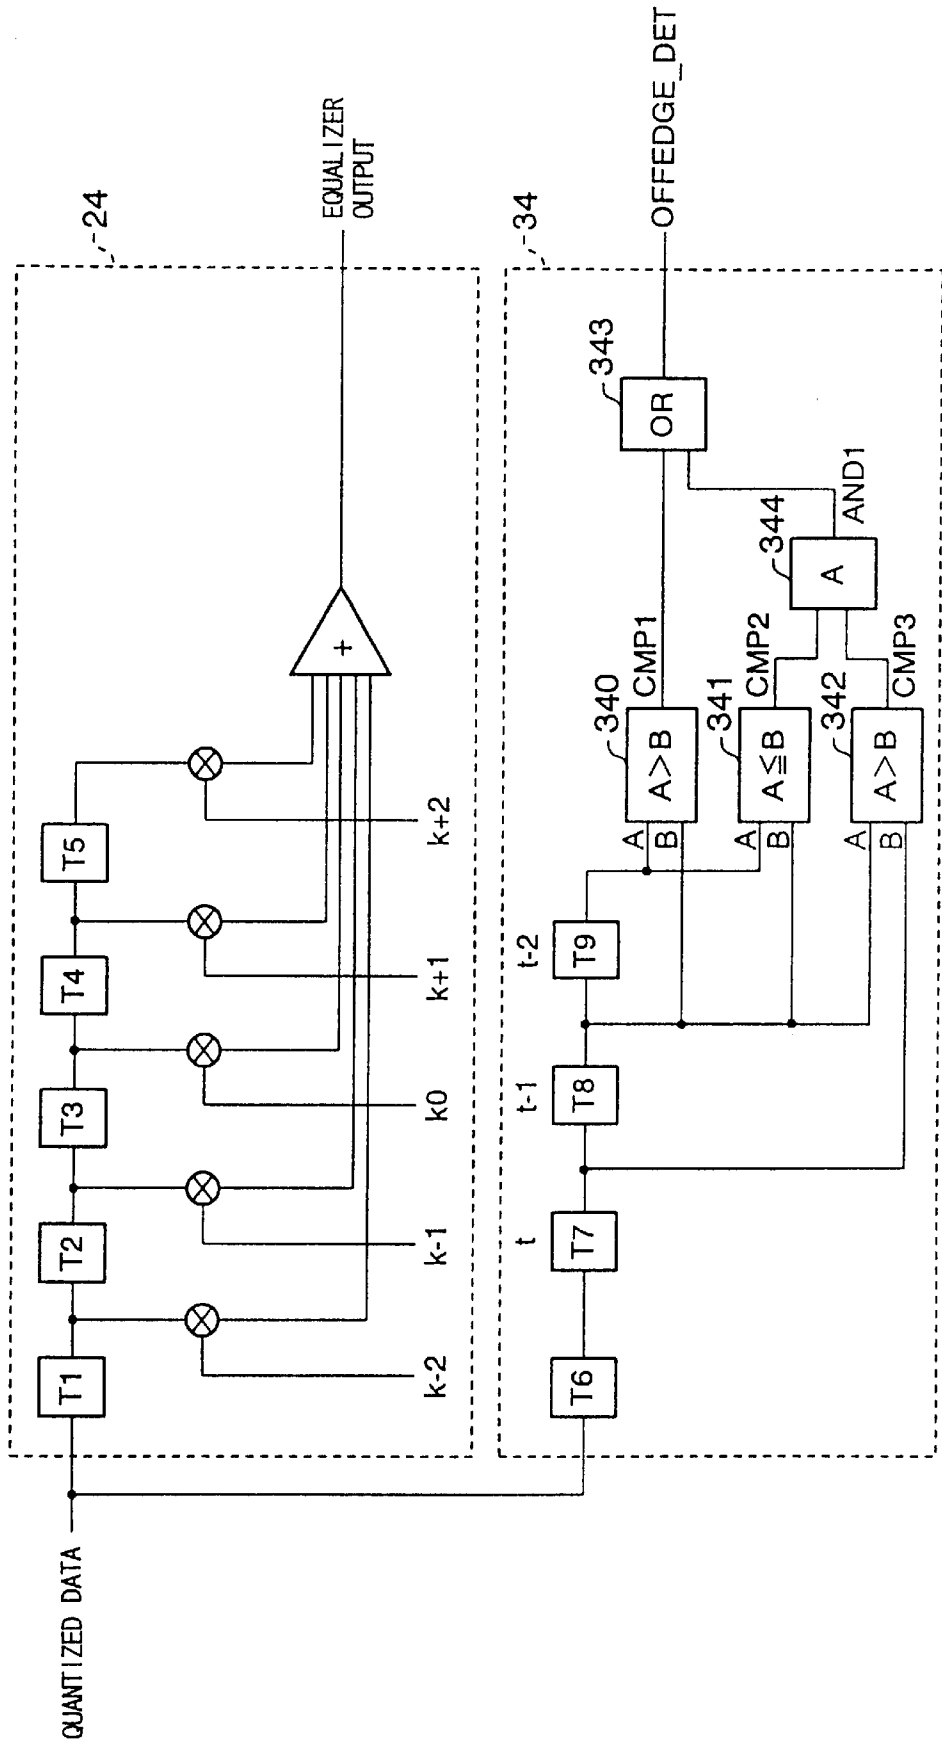 QUANTIZED DATA
24
T1
T2
T3
T4
T5
k-2
k-1
k0
k+1
k+2
+
EQUALIZER
OUTPUT
34
T6
t
T7
t-1
T8
t-2
T9
A
B
A>B
340
CMP1
A
B
A≦B
341
CMP2
A
B
A>B
342
CMP3
A
344
AND1
OR
343
OFFEDGE_DET